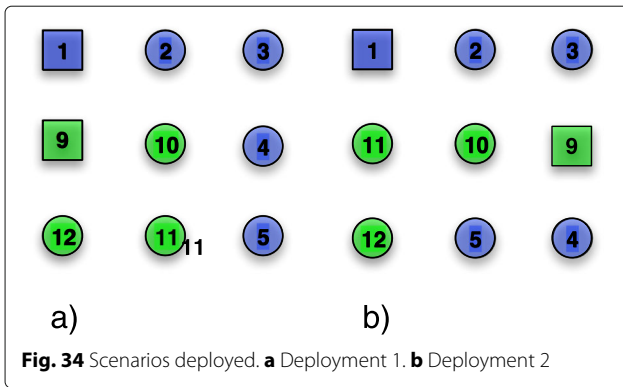 1 2 3 1 2 3
9 10 4 11 10 9
12 11 11 5 12 5 4
a) b)
Fig. 34 Scenarios deployed. a Deployment 1. b Deployment 2